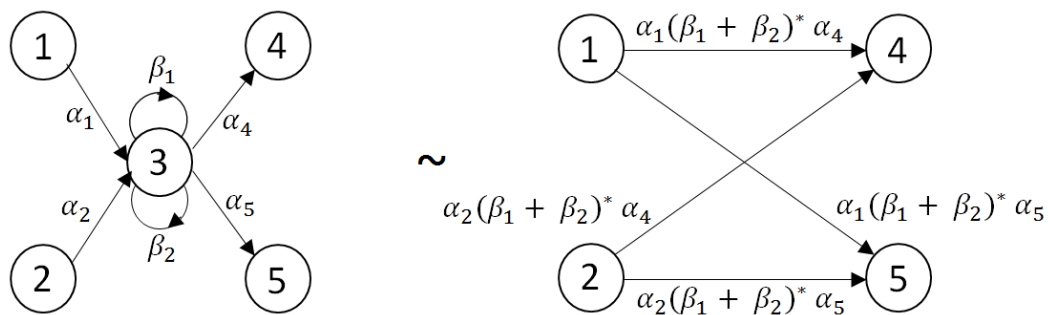 1
4
β₁
α₁
α₄
3
α₂
α₅
β₂
2
5
~
1
α₁(β₁ + β₂)* α₄
4
α₂(β₁ + β₂)* α₄
α₁(β₁ + β₂)* α₅
2
α₂(β₁ + β₂)* α₅
5